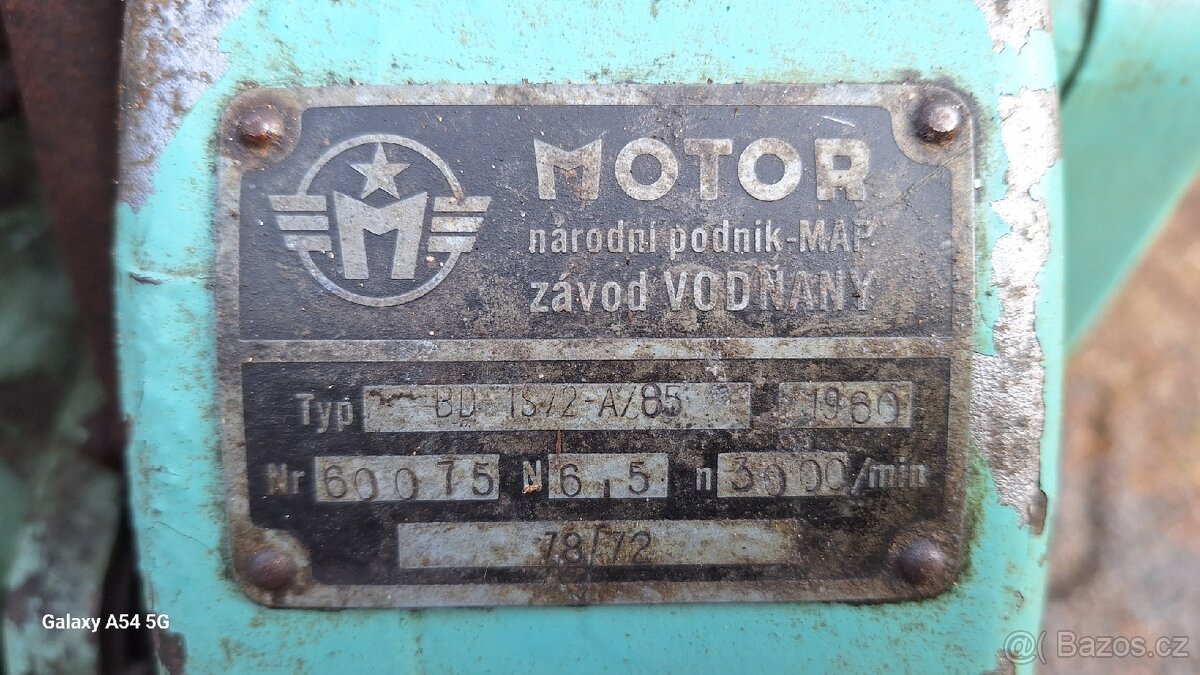 M
MOTOR
národní podnik-MAP
závod VODŇANY
Typ BD 1S72-A/85 1960
Nr 60075 N 6,5 n 3000/min
78/72
Galaxy A54 5G
Bazos.cz